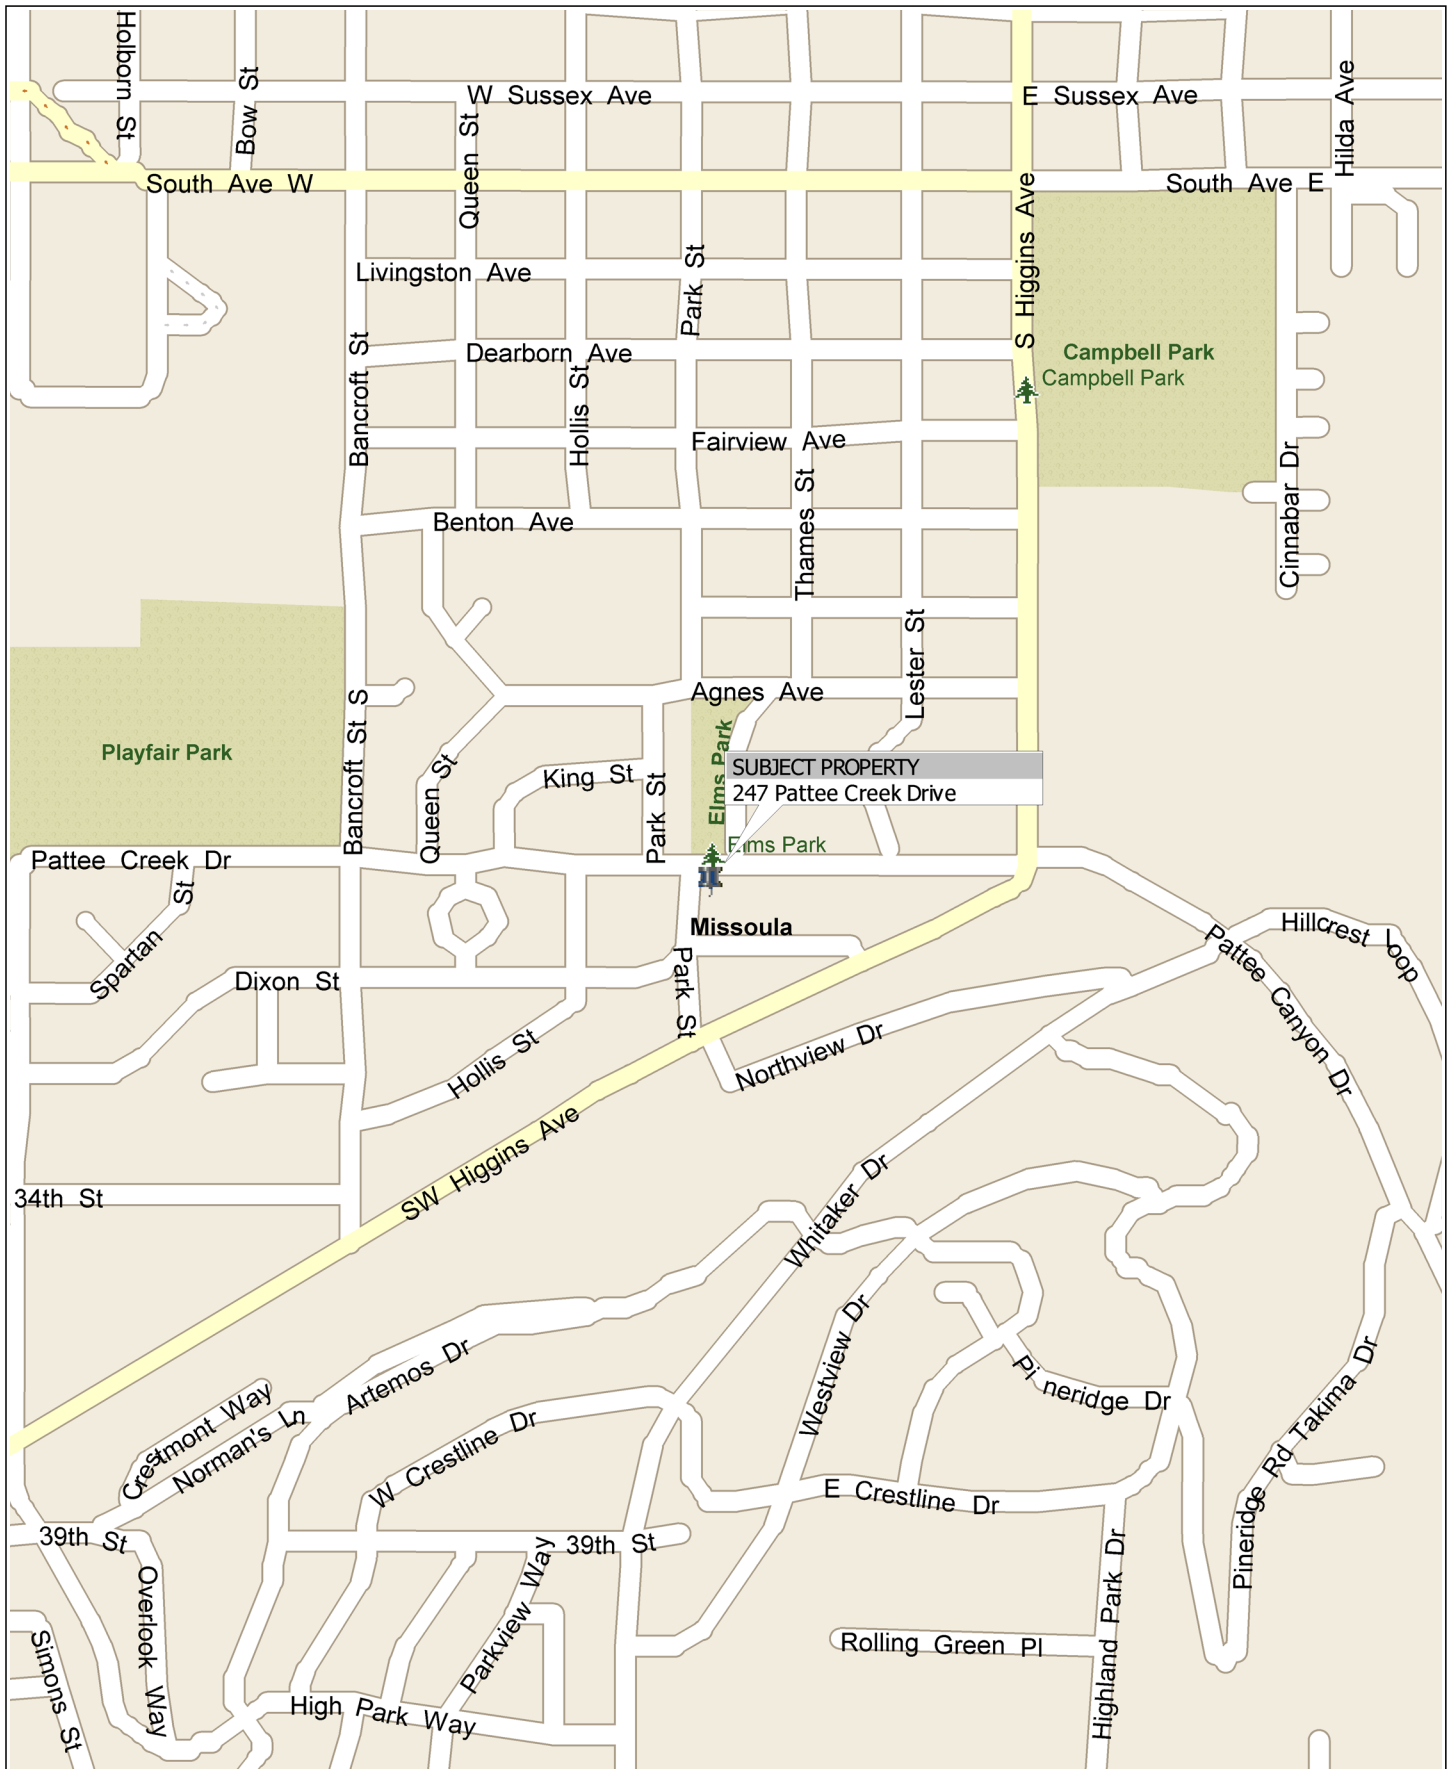 Holborn St
Bow St
W Sussex Ave
E Sussex Ave
Hilda Ave
Queen St
South Ave W
South Ave E
S Higgins Ave
Livingston Ave
Park St
Bancroft St
Dearborn Ave
Hollis St
Campbell Park
Campbell Park
Fairview Ave
Thames St
Cinnabar Dr
Benton Ave
Lester St
Agnes Ave
Bancroft St S
Playfair Park
Elms Park
Queen St
King St
Park St
SUBJECT PROPERTY
247 Pattee Creek Drive
Elms Park
Pattee Creek Dr
Spartan St
Missoula
Hillcrest Loop
Pattee Canyon Dr
Dixon St
Park St
Hollis St
Northview Dr
SW Higgins Ave
34th St
Whitaker Dr
Westview Dr
Artemos Dr
Pineridge Dr
Takima Dr
Crestmont Way
Norman's Ln
W Crestline Dr
E Crestline Dr
Pineridge Rd
39th St
39th St
Overlook Way
Parkview Way
Highland Park Dr
Rolling Green Pl
Simons St
High Park Way